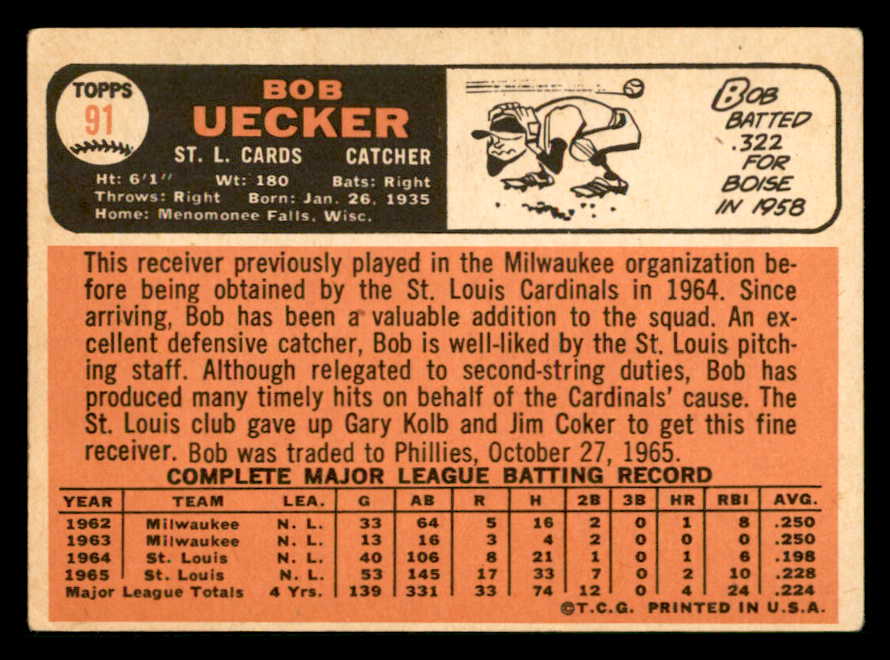 TOPPS
91
BOB
UECKER
ST. L. CARDS CATCHER
Ht: 6'1" Wt: 180 Bats: Right
Throws: Right Born: Jan. 26, 1935
Home: Menomonee Falls, Wisc.
BOB
BATTED
.322
FOR
BOISE
IN 1958
This receiver previously played in the Milwaukee organization be-
fore being obtained by the St. Louis Cardinals in 1964. Since
arriving, Bob has been a valuable addition to the squad. An ex-
cellent defensive catcher, Bob is well-liked by the St. Louis pitch-
ing staff. Although relegated to second-string duties, Bob has
produced many timely hits on behalf of the Cardinals' cause. The
St. Louis club gave up Gary Kolb and Jim Coker to get this fine
receiver. Bob was traded to Phillies, October 27, 1965.
COMPLETE MAJOR LEAGUE BATTING RECORD
YEAR TEAM LEA. G AB R H 2B 3B HR RBI AVG.
1962 Milwaukee N. L. 33 64 5 16 2 0 1 8 .250
1963 Milwaukee N. L. 13 16 3 4 2 0 0 0 .250
1964 St. Louis N. L. 40 106 8 21 1 0 1 6 .198
1965 St. Louis N. L. 53 145 17 33 7 0 2 10 .228
Major League Totals 4 Yrs. 139 331 33 74 12 0 4 24 .224
©T.C.G. PRINTED IN U.S.A.